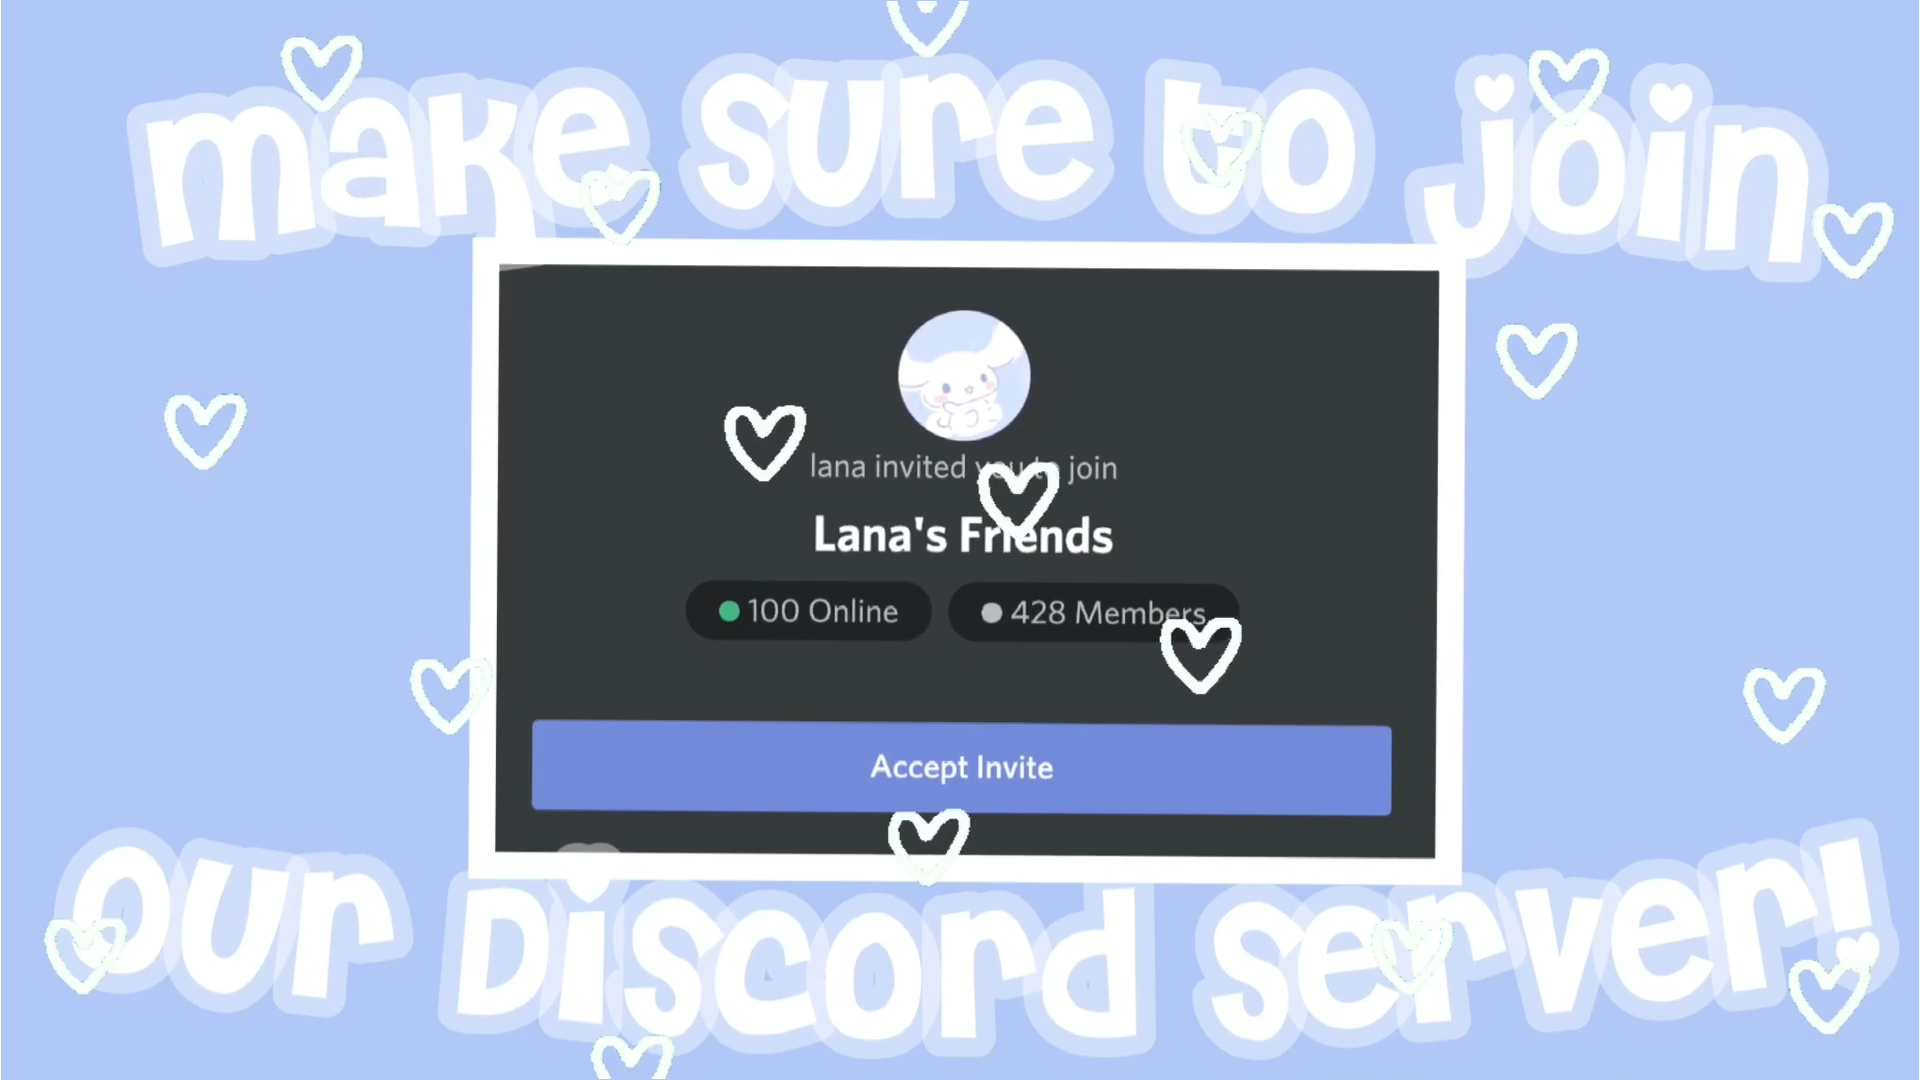 make sure to join
lana invited you to join
Lana's Friends
100 Online
428 Members
Accept Invite
our Discord server!